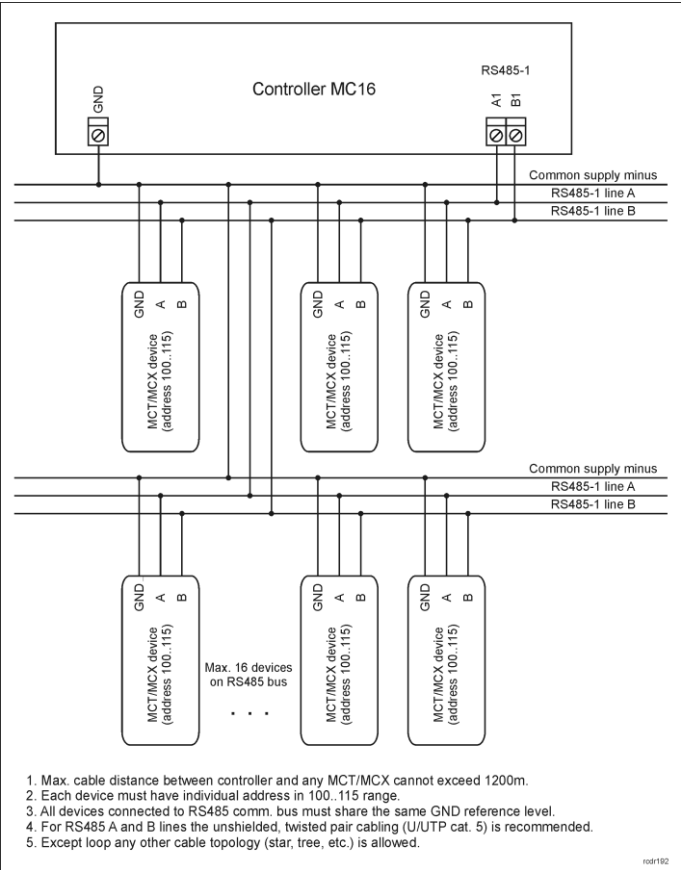 Controller MC16
RS485-1
GND
A1
B1
Common supply minus
RS485-1 line A
RS485-1 line B
GND
A
B
MCT/MCX device
(address 100..115)
GND
A
B
MCT/MCX device
(address 100..115)
GND
A
B
MCT/MCX device
(address 100..115)
Common supply minus
RS485-1 line A
RS485-1 line B
GND
A
B
MCT/MCX device
(address 100..115)
Max. 16 devices
on RS485 bus
. . .
GND
A
B
MCT/MCX device
(address 100..115)
GND
A
B
MCT/MCX device
(address 100..115)
1. Max. cable distance between controller and any MCT/MCX cannot exceed 1200m.
2. Each device must have individual address in 100..115 range.
3. All devices connected to RS485 comm. bus must share the same GND reference level.
4. For RS485 A and B lines the unshielded, twisted pair cabling (U/UTP cat. 5) is recommended.
5. Except loop any other cable topology (star, tree, etc.) is allowed.
rodr192